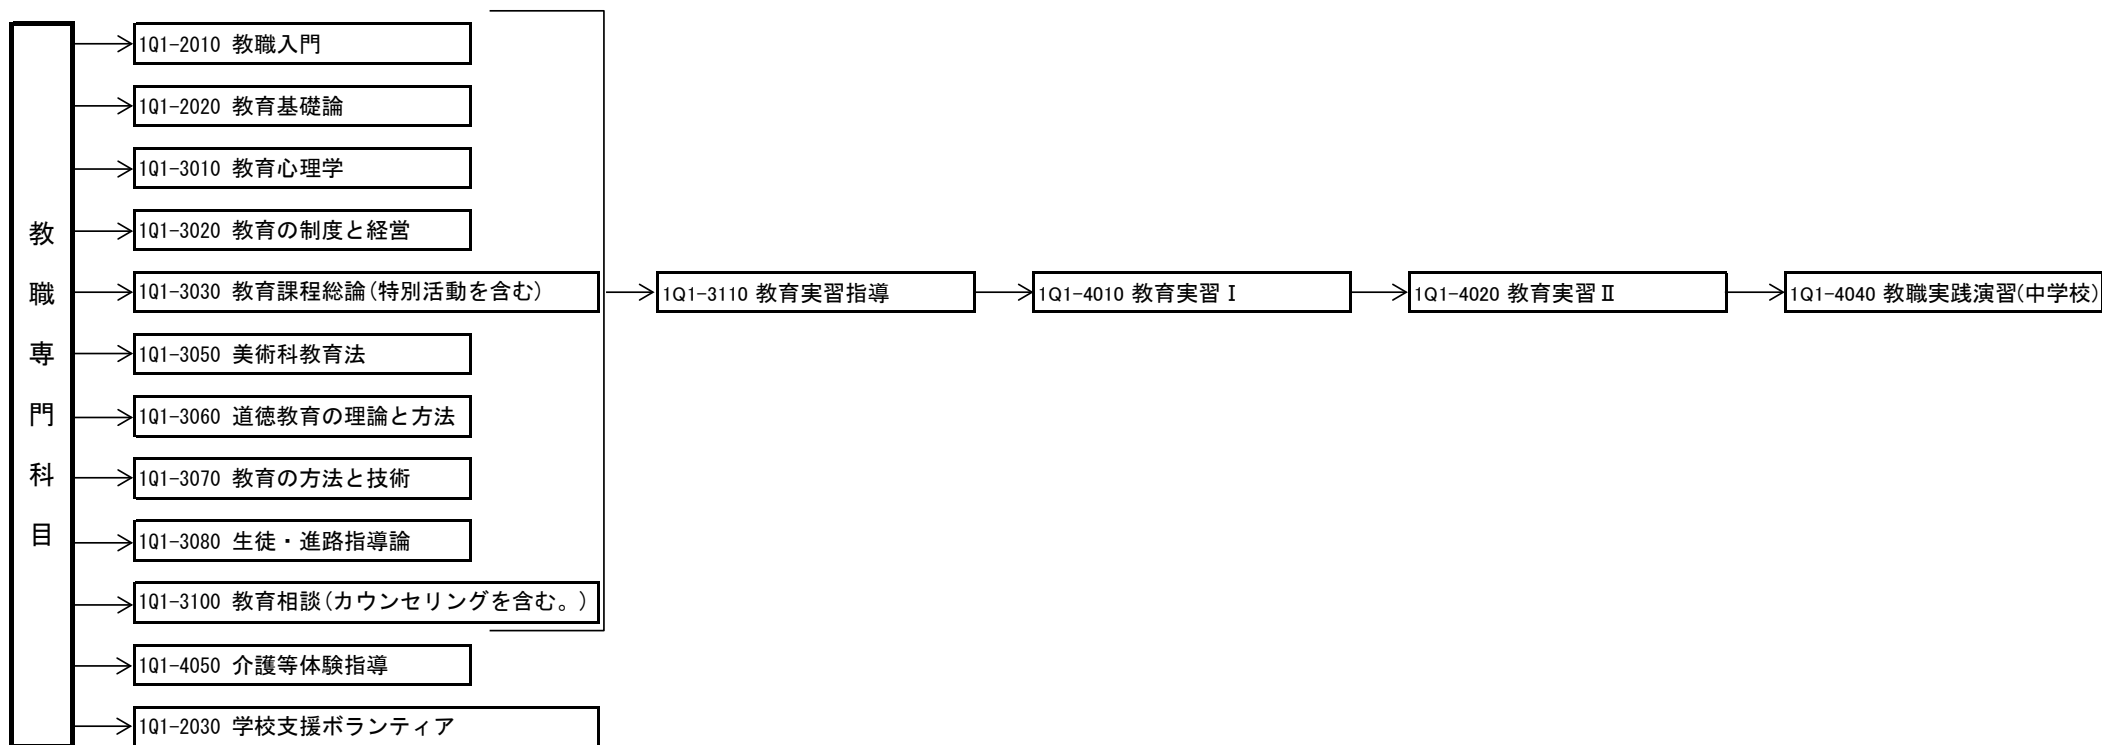 教職専門科目
1Q1-2010 教職入門
1Q1-2020 教育基礎論
1Q1-3010 教育心理学
1Q1-3020 教育の制度と経営
1Q1-3030 教育課程総論(特別活動を含む)
1Q1-3050 美術科教育法
1Q1-3060 道徳教育の理論と方法
1Q1-3070 教育の方法と技術
1Q1-3080 生徒・進路指導論
1Q1-3100 教育相談(カウンセリングを含む。)
1Q1-4050 介護等体験指導
1Q1-2030 学校支援ボランティア
1Q1-3110 教育実習指導
1Q1-4010 教育実習Ⅰ
1Q1-4020 教育実習Ⅱ
1Q1-4040 教職実践演習(中学校)